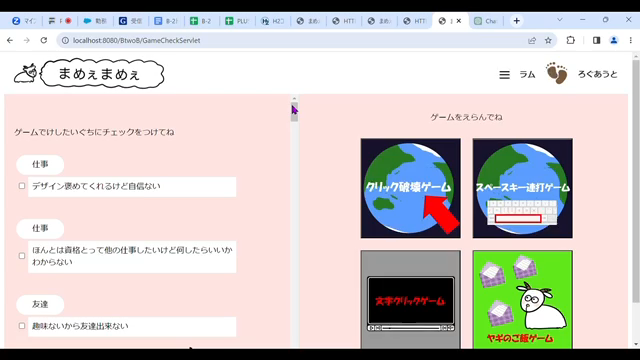 マイン
勤怠
受信
B-2
B-2
PLU
H2コ
まめぇ
HTT
まめぇ
HTT
Cha
localhost:8080/BtwoB/GameCheckServlet
まめぇまめぇ
ラム
ろぐあうと
ゲームでけしたいぐちにチェックをつけてね
仕事
デザイン褒めてくれるけど自信ない
仕事
ほんとは資格とって他の仕事したいけど何したらいいか
わからない
友達
趣味ないから友達出来ない
ゲームをえらんでね
クリック破壊ゲーム
スペースキー連打ゲーム
文字クリックゲーム
ヤギのご飯ゲーム